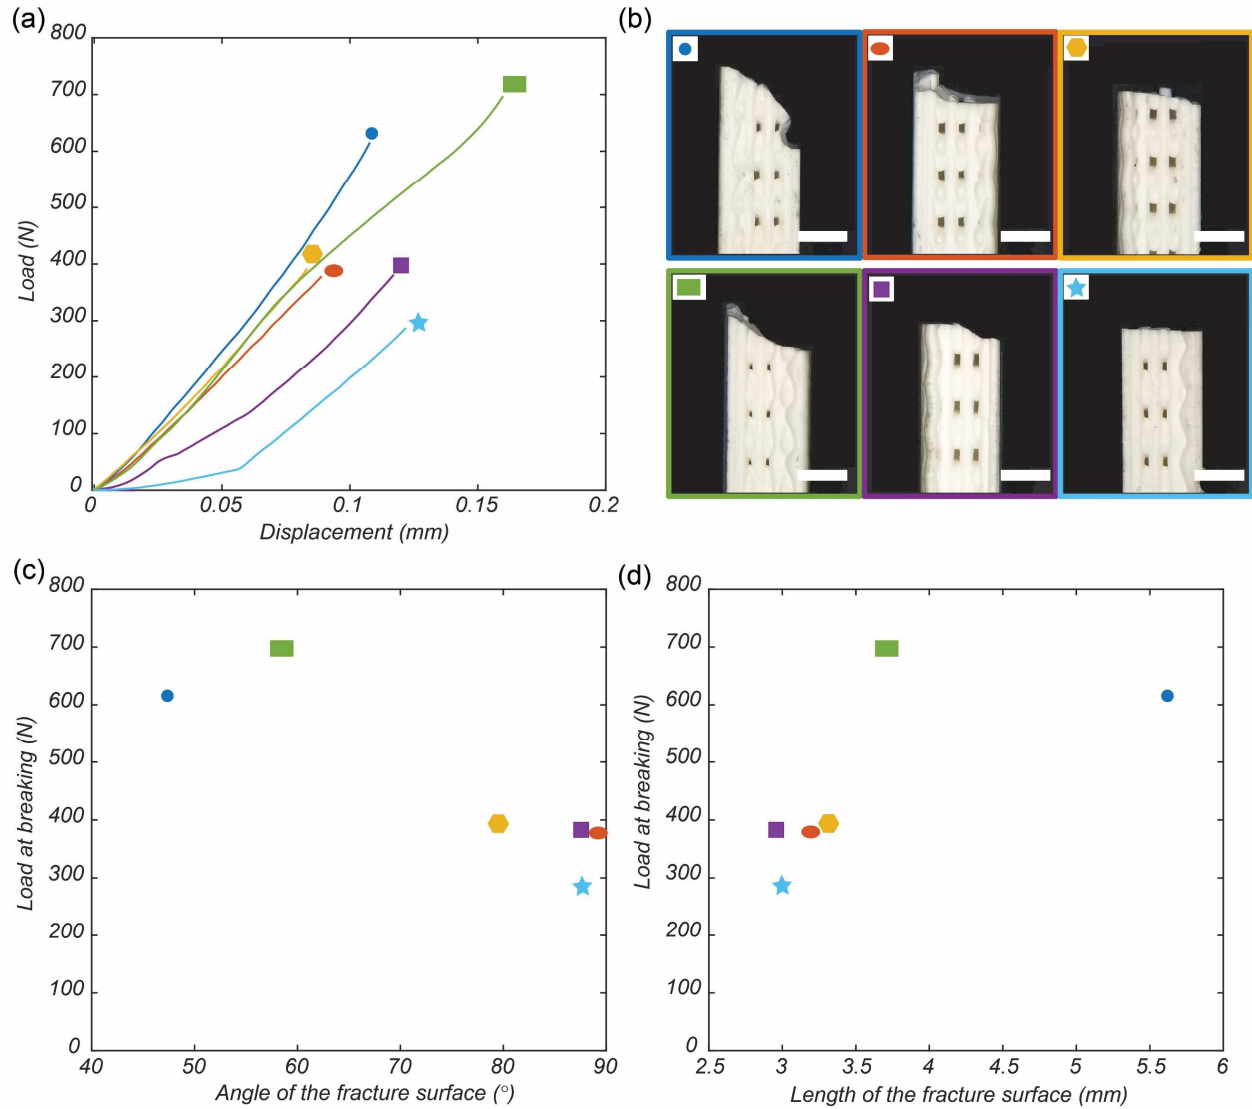 (a)
800
700
600
500
400
300
200
100
0
Load (N)
0 0.05 0.1 0.15 0.2
Displacement (mm)
(b)
(c)
800
700
600
500
400
300
200
100
0
Load at breaking (N)
40 50 60 70 80 90
Angle of the fracture surface (°)
(d)
800
700
600
500
400
300
200
100
0
Load at breaking (N)
2.5 3 3.5 4 4.5 5 5.5 6
Length of the fracture surface (mm)